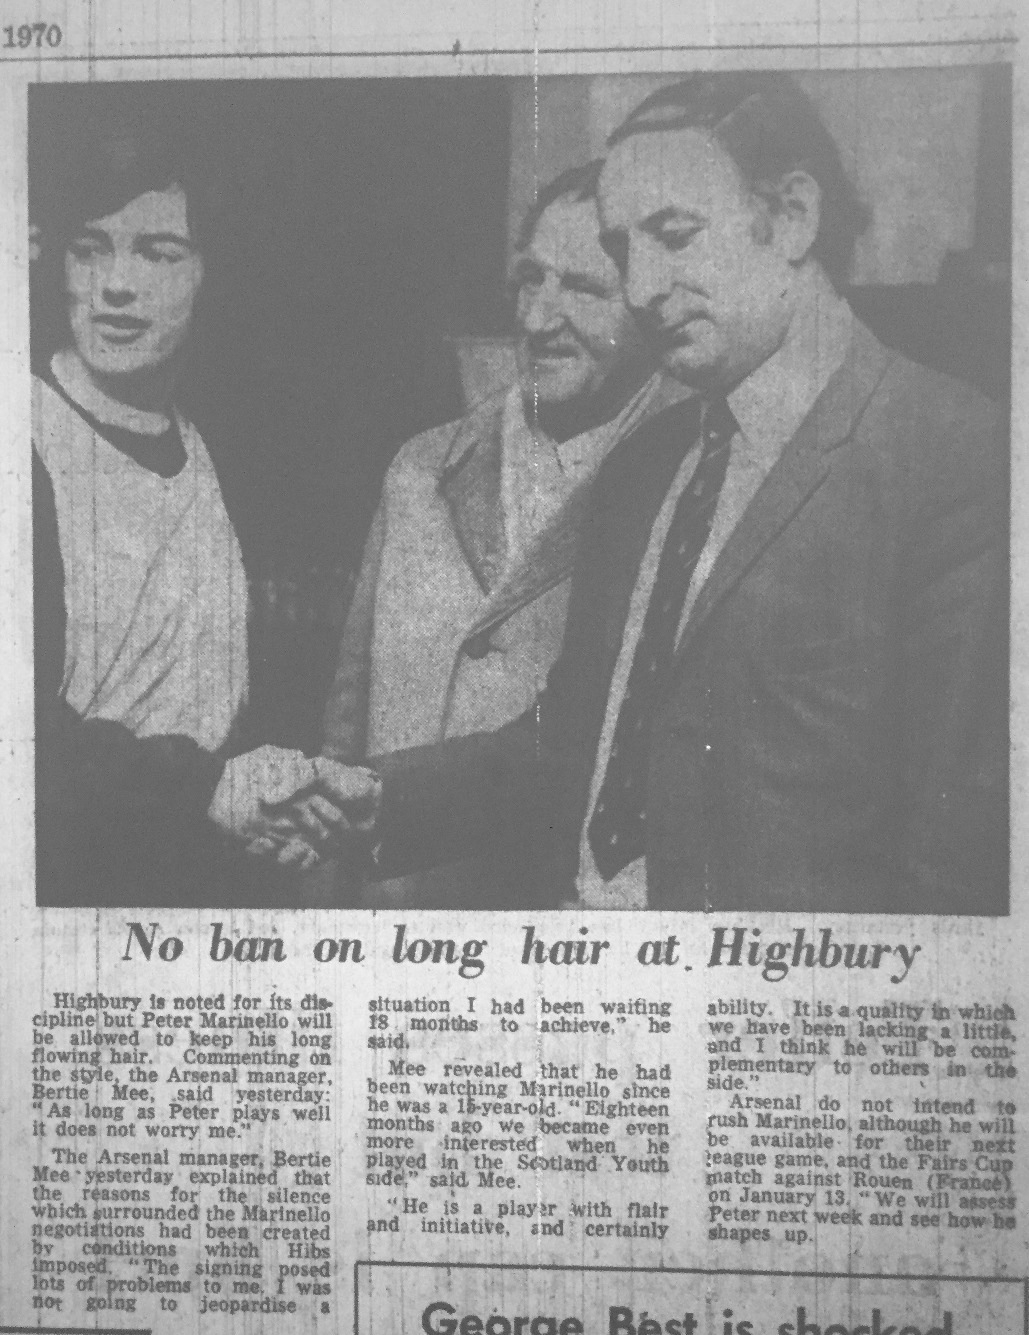 1970
No ban on long hair at Highbury
Highbury is noted for its dis-
cipline but Peter Marinello will
be allowed to keep his long
flowing hair. Commenting on
the style, the Arsenal manager,
Bertie Mee, said yesterday:
"As long as Peter plays well
it does not worry me."
The Arsenal manager, Bertie
Mee yesterday explained that
the reasons for the silence
which surrounded the Marinello
negotiations had been created
by conditions which Hibs
imposed. "The signing posed
lots of problems to me. I was
not going to jeopardise a
situation I had been waiting
18 months to achieve," he
said.
Mee revealed that he had
been watching Marinello since
he was a 15-year-old. "Eighteen
months ago we became even
more interested when he
played in the Scotland Youth
side," said Mee.
"He is a player with flair
and initiative, and certainly
ability. It is a quality in which
we have been lacking a little,
and I think he will be com-
plementary to others in the
side."
Arsenal do not intend to
rush Marinello, although he will
be available for their next
league game, and the Fairs Cup
match against Rouen (France)
on January 13. "We will assess
Peter next week and see how he
shapes up.
George Best is shocked